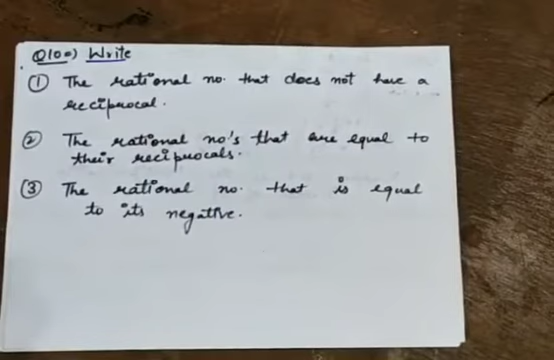 Q100) Write
① The rational no. that does not have a
reciprocal.
② The rational no's that are equal to
their reciprocals.
③ The rational no. that is equal
to its negative.